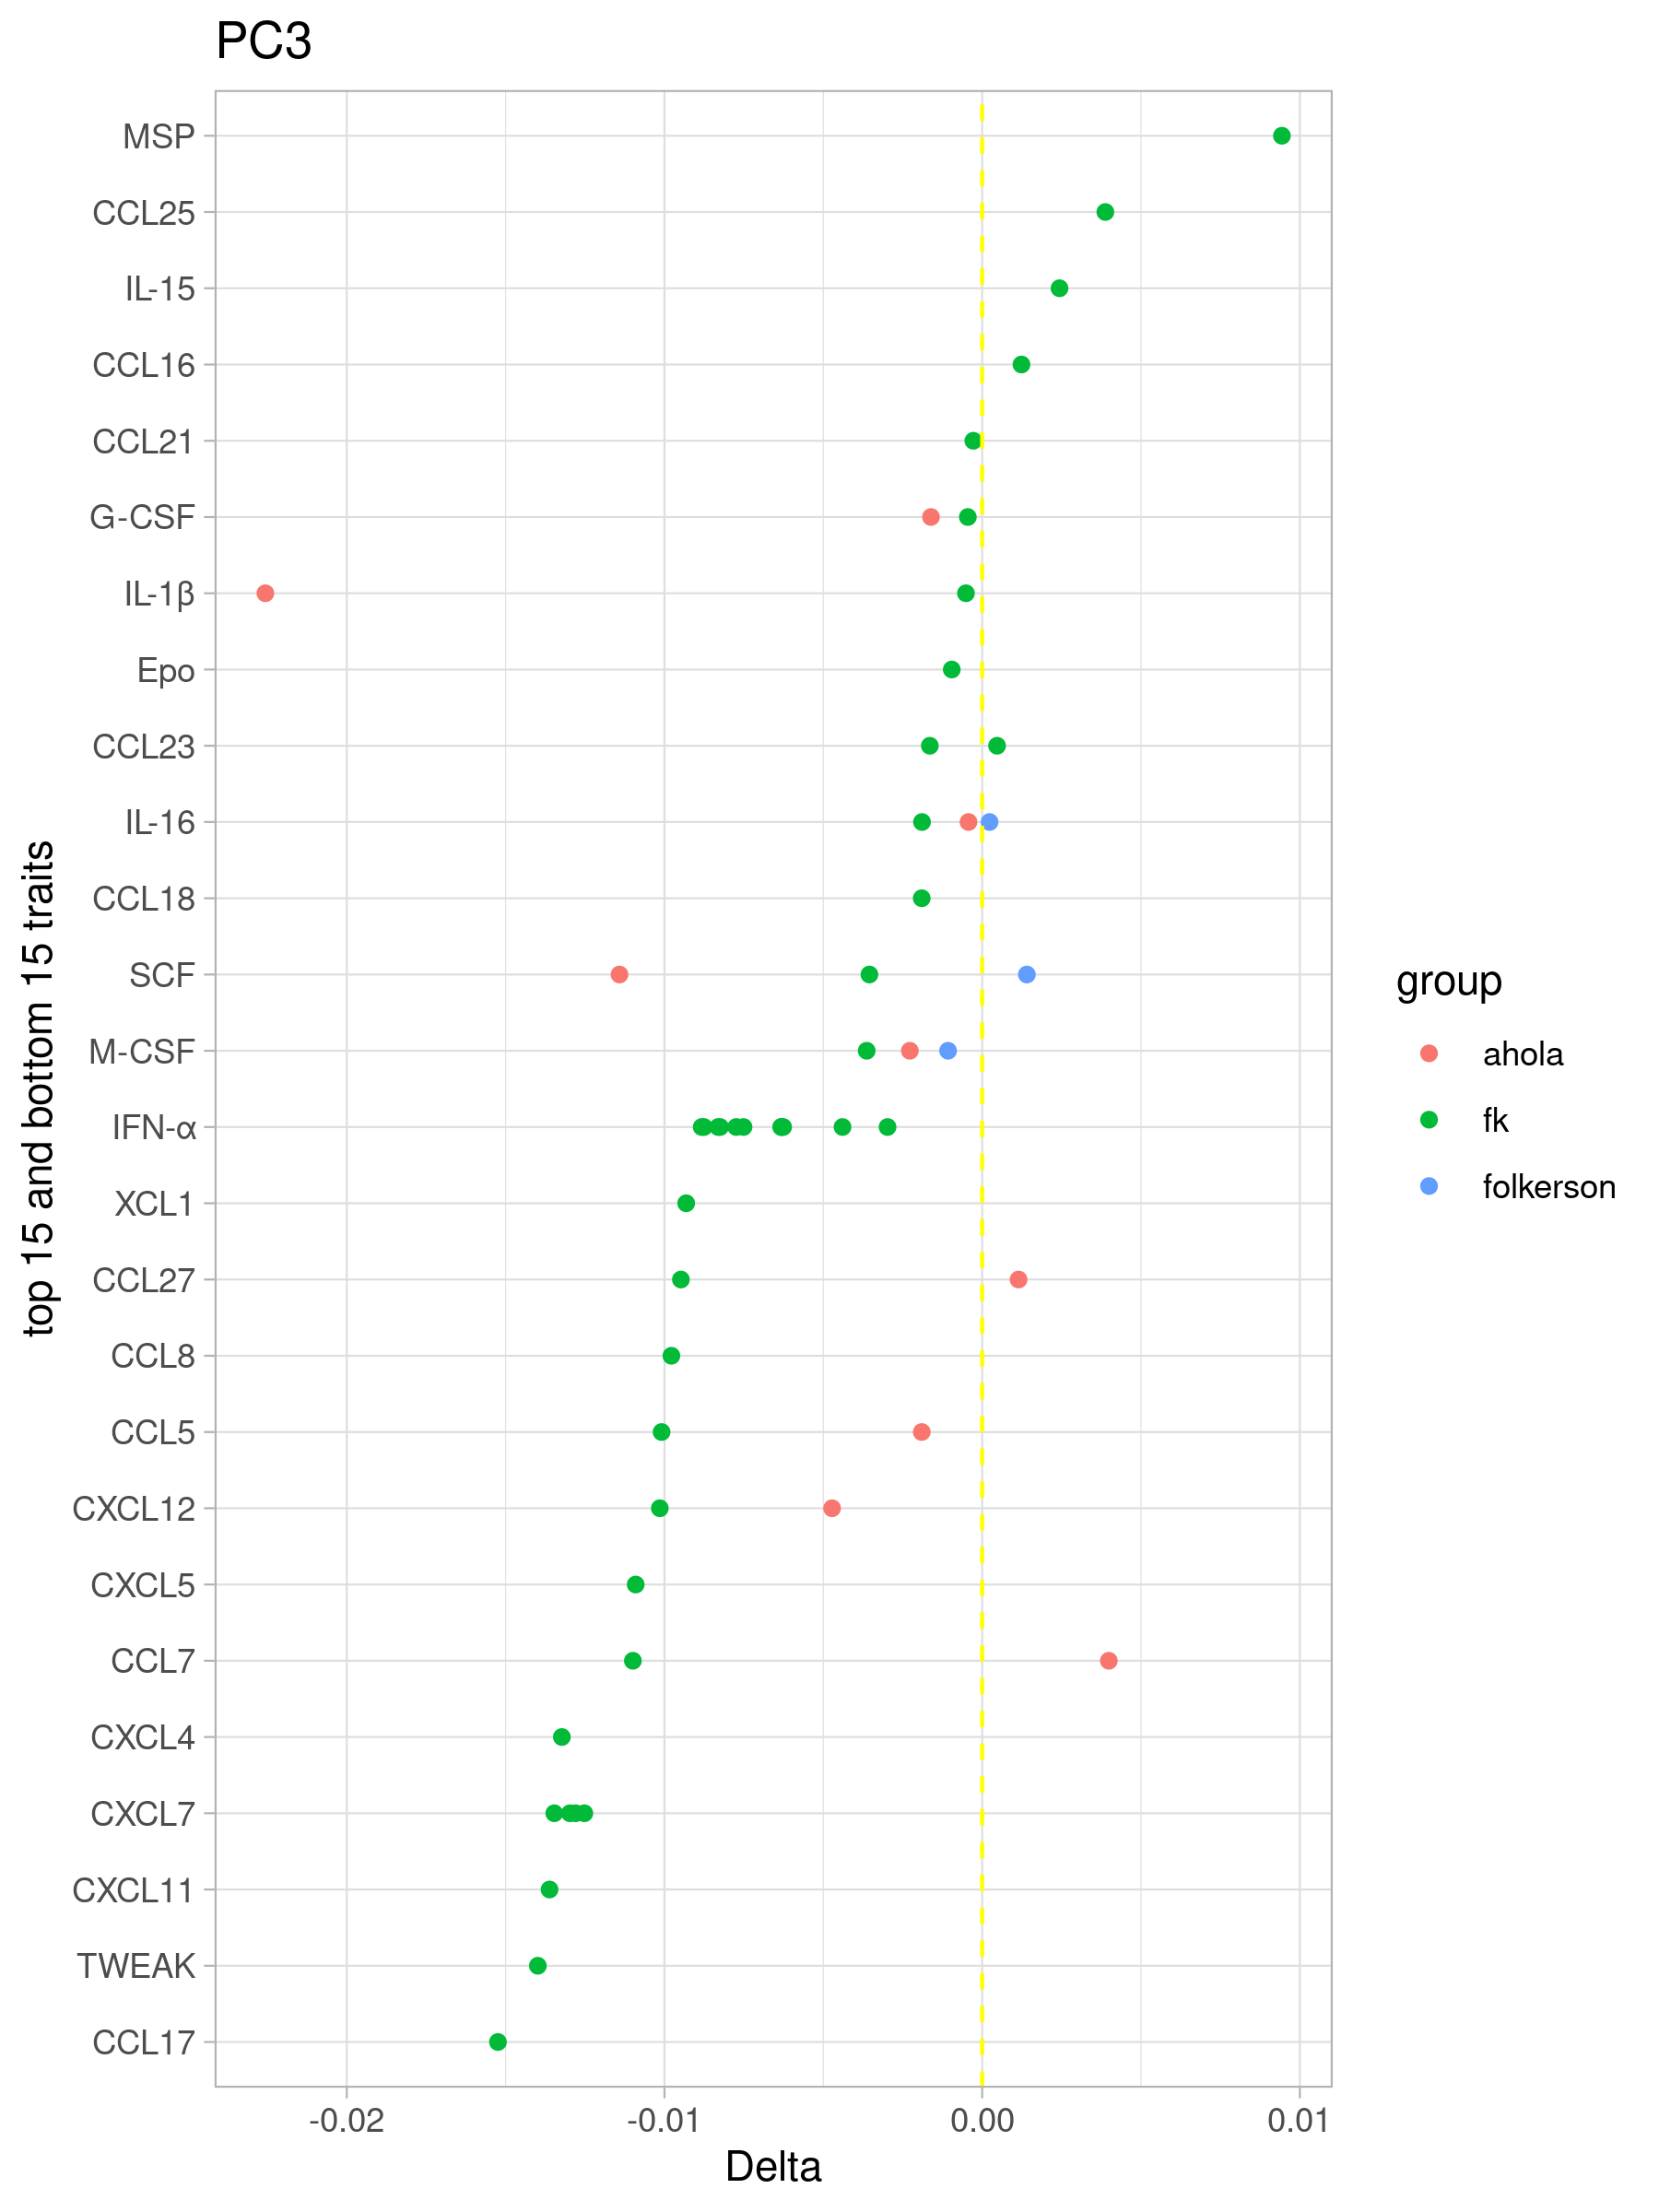 PC3
MSP
CCL25
IL-15
CCL16
CCL21
G-CSF
IL-1β
Epo
CCL23
IL-16
CCL18
SCF
M-CSF
IFN-α
XCL1
CCL27
CCL8
CCL5
CXCL12
CXCL5
CCL7
CXCL4
CXCL7
CXCL11
TWEAK
CCL17
top 15 and bottom 15 traits
-0.02 -0.01 0.00 0.01
Delta
group
ahola
fk
folkerson